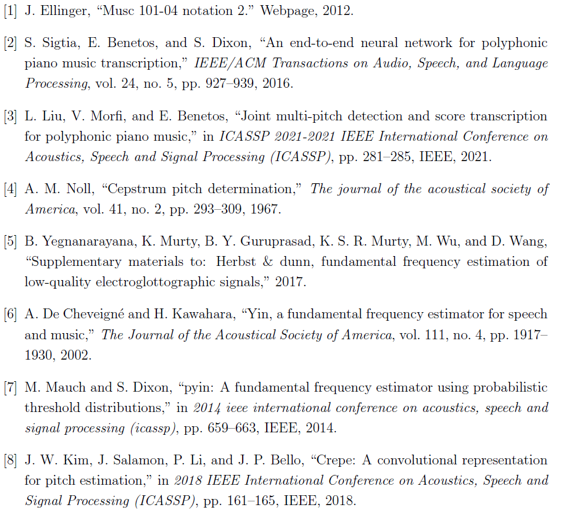 [1] J. Ellinger, “Musc 101-04 notation 2.” Webpage, 2012.
[2] S. Sigtia, E. Benetos, and S. Dixon, “An end-to-end neural network for polyphonic
piano music transcription,” IEEE/ACM Transactions on Audio, Speech, and Language
Processing, vol. 24, no. 5, pp. 927–939, 2016.
[3] L. Liu, V. Morfi, and E. Benetos, “Joint multi-pitch detection and score transcription
for polyphonic piano music,” in ICASSP 2021-2021 IEEE International Conference on
Acoustics, Speech and Signal Processing (ICASSP), pp. 281–285, IEEE, 2021.
[4] A. M. Noll, “Cepstrum pitch determination,” The journal of the acoustical society of
America, vol. 41, no. 2, pp. 293–309, 1967.
[5] B. Yegnanarayana, K. Murty, B. Y. Guruprasad, K. S. R. Murty, M. Wu, and D. Wang,
“Supplementary materials to: Herbst & dunn, fundamental frequency estimation of
low-quality electroglottographic signals,” 2017.
[6] A. De Cheveigné and H. Kawahara, “Yin, a fundamental frequency estimator for speech
and music,” The Journal of the Acoustical Society of America, vol. 111, no. 4, pp. 1917–
1930, 2002.
[7] M. Mauch and S. Dixon, “pyin: A fundamental frequency estimator using probabilistic
threshold distributions,” in 2014 ieee international conference on acoustics, speech and
signal processing (icassp), pp. 659–663, IEEE, 2014.
[8] J. W. Kim, J. Salamon, P. Li, and J. P. Bello, “Crepe: A convolutional representation
for pitch estimation,” in 2018 IEEE International Conference on Acoustics, Speech and
Signal Processing (ICASSP), pp. 161–165, IEEE, 2018.